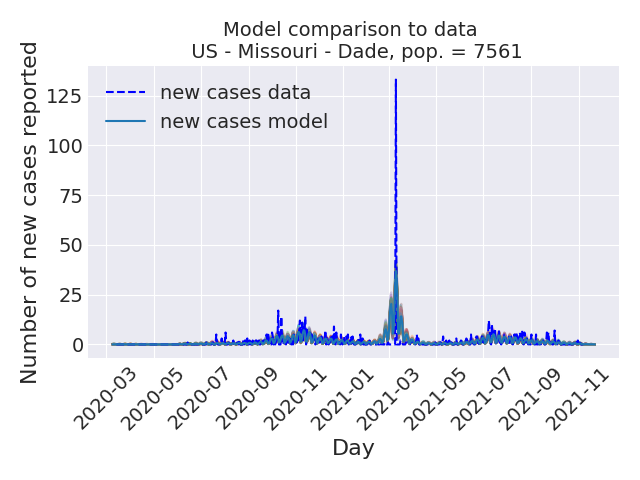 Model comparison to data
US - Missouri - Dade, pop. = 7561
Number of new cases reported
new cases data
new cases model
125
100
75
50
25
0
2020-03
2020-05
2020-07
2020-09
2020-11
2021-01
2021-03
2021-05
2021-07
2021-09
2021-11
Day